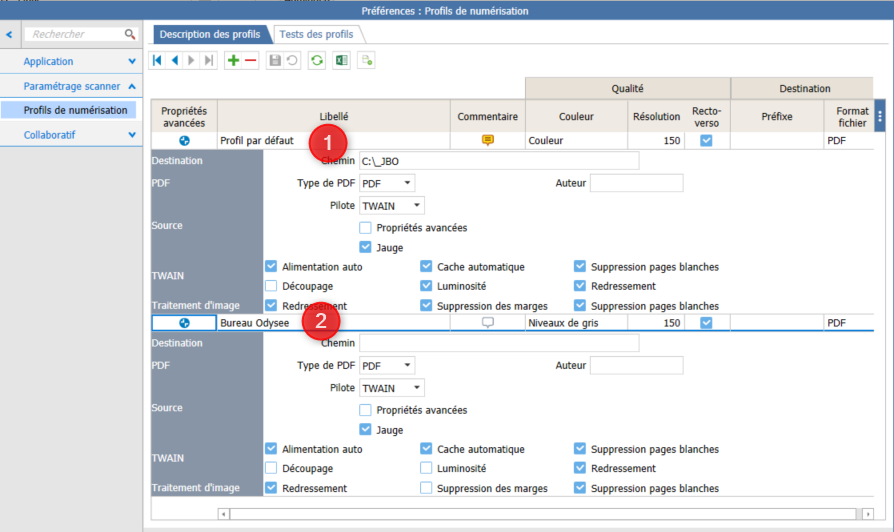 Préférences : Profils de numérisation
Rechercher
Description des profils Tests des profils
Application
Paramétrage scanner
Profils de numérisation
Collaboratif
Qualité Destination
Propriétés avancées Libellé Commentaire Couleur Résolution Recto-verso Préfixe Format fichier
Profil par défaut 1 Couleur 150 PDF
Destination Chemin C:\_JBO
PDF Type de PDF PDF Auteur
Pilote TWAIN
Source Propriétés avancées
Jauge
TWAIN Alimentation auto Cache automatique Suppression pages blanches
Découpage Luminosité Redressement
Traitement d'image Redressement Suppression des marges Suppression pages blanches
Bureau Odysee 2 Niveaux de gris 150 PDF
Destination Chemin
PDF Type de PDF PDF Auteur
Pilote TWAIN
Source Propriétés avancées
Jauge
TWAIN Alimentation auto Cache automatique Suppression pages blanches
Découpage Luminosité Redressement
Traitement d'image Redressement Suppression des marges Suppression pages blanches